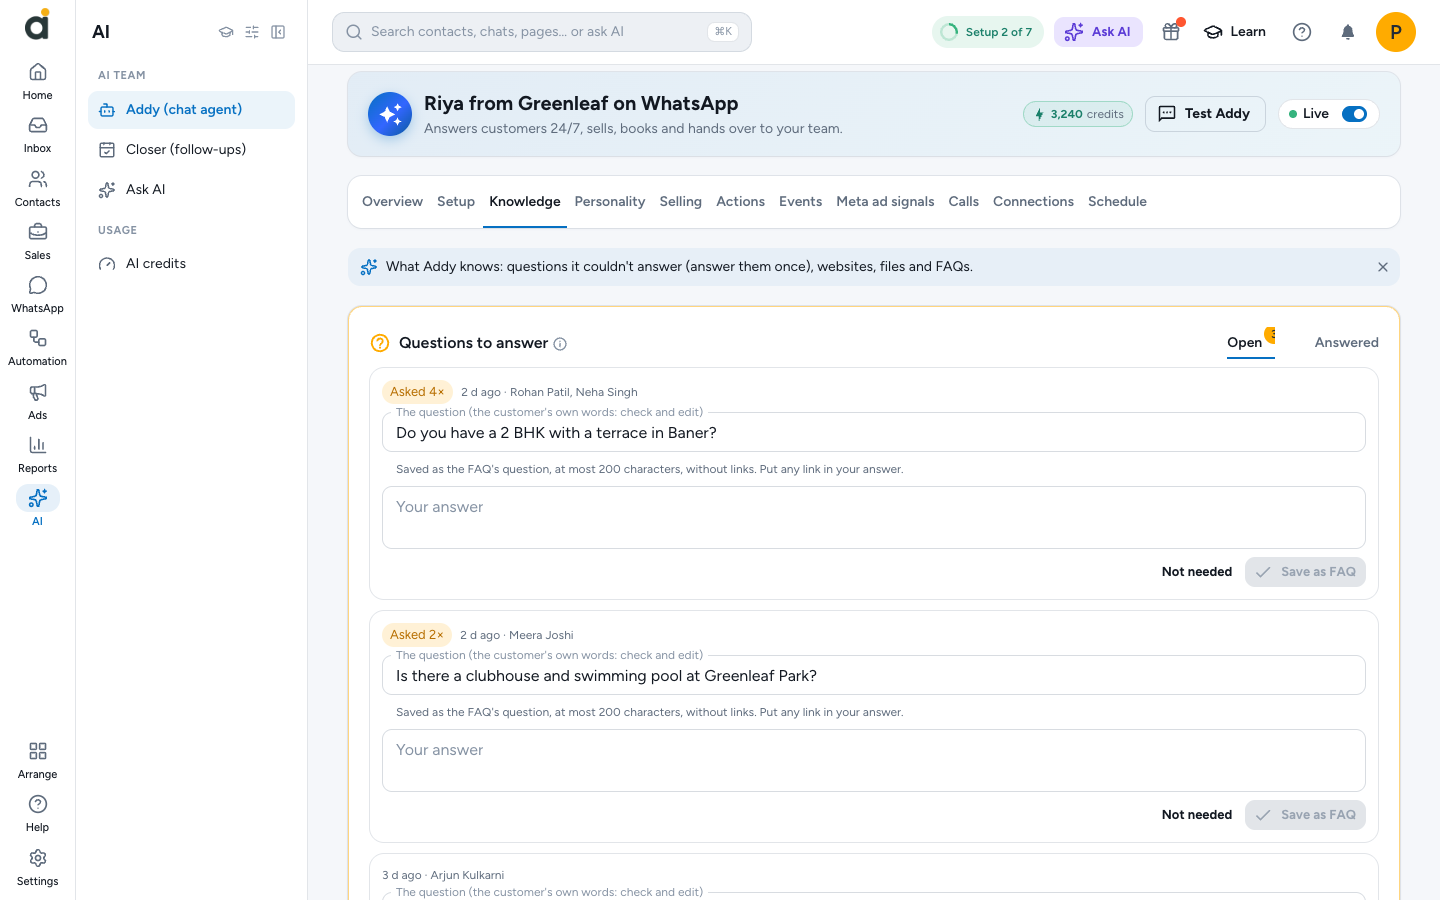 AI
Search contacts, chats, pages... or ask AI
⌘K
Setup 2 of 7
Ask AI
Learn
P
Home
Inbox
Contacts
Sales
WhatsApp
Automation
Ads
Reports
AI
Arrange
Help
Settings
AI TEAM
Addy (chat agent)
Closer (follow-ups)
Ask AI
USAGE
AI credits
Riya from Greenleaf on WhatsApp
Answers customers 24/7, sells, books and hands over to your team.
3,240 credits
Test Addy
Live
Overview Setup Knowledge Personality Selling Actions Events Meta ad signals Calls Connections Schedule
What Addy knows: questions it couldn't answer (answer them once), websites, files and FAQs.
Questions to answer
Open
Answered
Asked 4× 2 d ago · Rohan Patil, Neha Singh
The question (the customer's own words: check and edit)
Do you have a 2 BHK with a terrace in Baner?
Saved as the FAQ's question, at most 200 characters, without links. Put any link in your answer.
Your answer
Not needed Save as FAQ
Asked 2× 2 d ago · Meera Joshi
The question (the customer's own words: check and edit)
Is there a clubhouse and swimming pool at Greenleaf Park?
Saved as the FAQ's question, at most 200 characters, without links. Put any link in your answer.
Your answer
Not needed Save as FAQ
3 d ago · Arjun Kulkarni
The question (the customer's own words: check and edit)